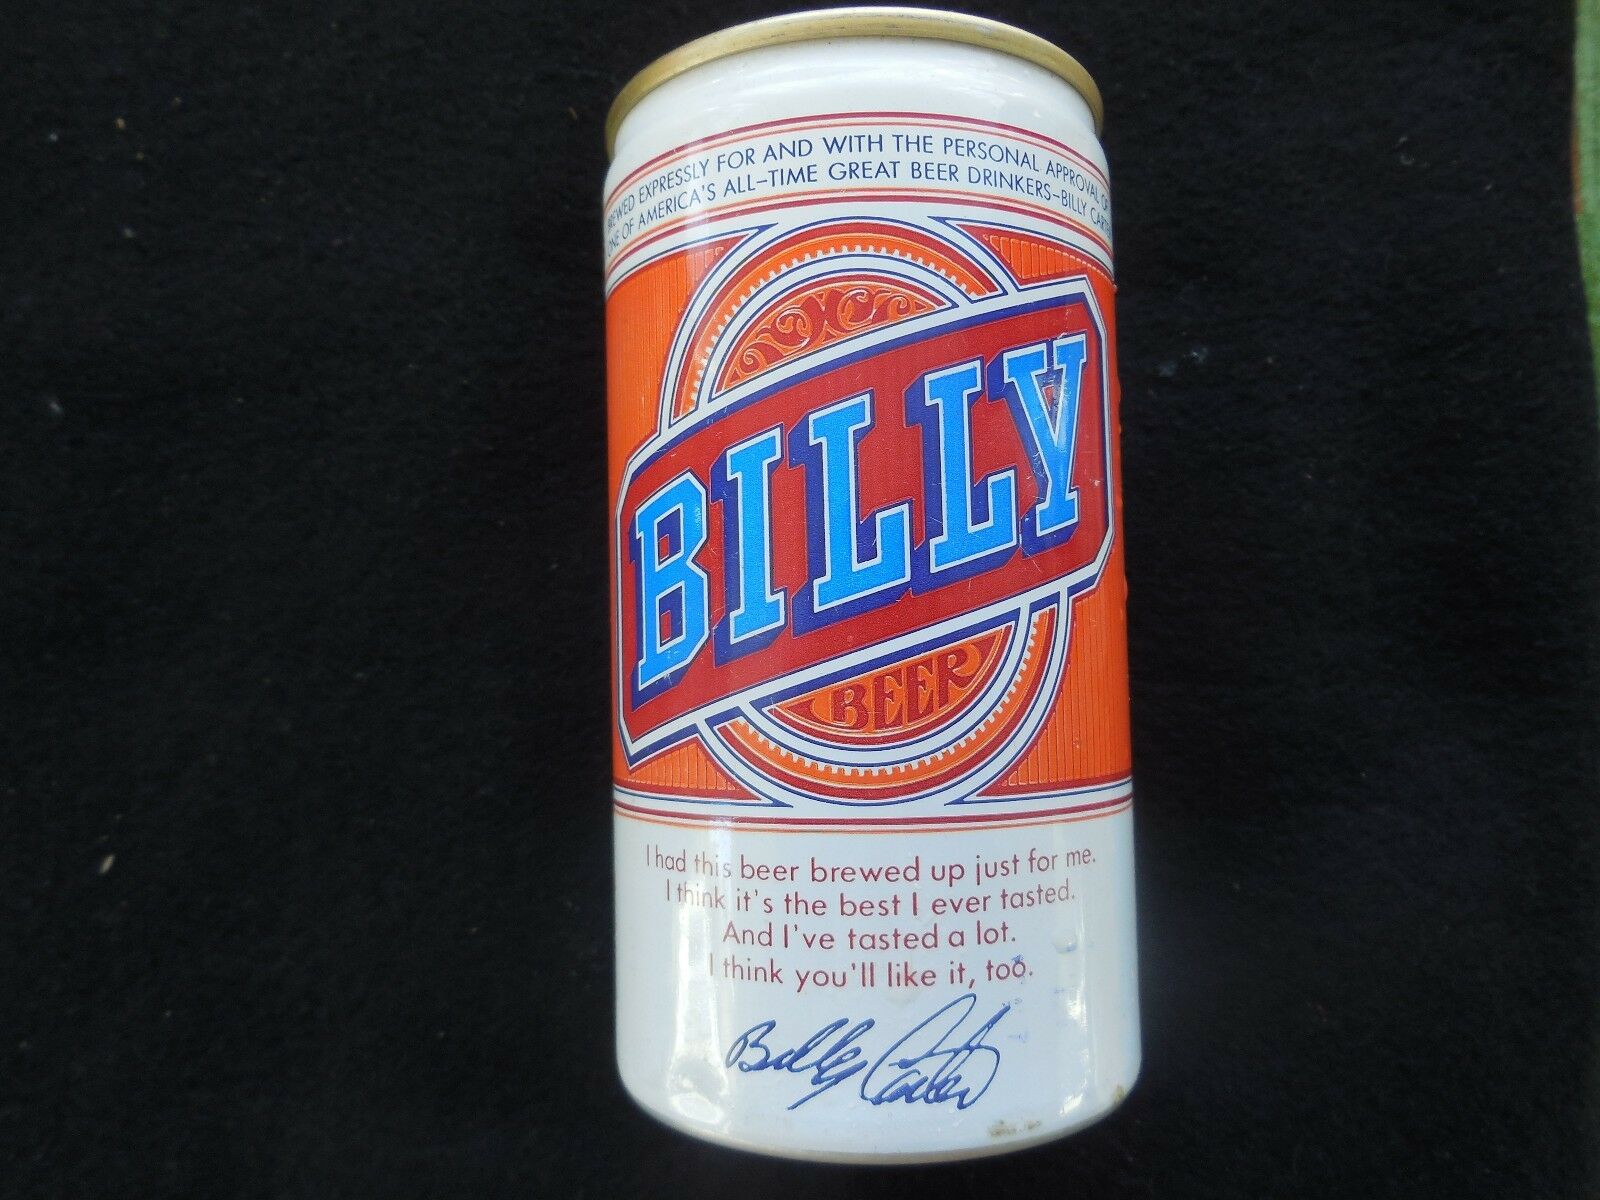 BREWED EXPRESSLY FOR AND WITH THE PERSONAL APPROVAL OF
ONE OF AMERICA'S ALL-TIME GREAT BEER DRINKERS-BILLY CARTER
BILLY
BEER
I had this beer brewed up just for me.
I think it's the best I ever tasted.
And I've tasted a lot.
I think you'll like it, too.
Billy Carter